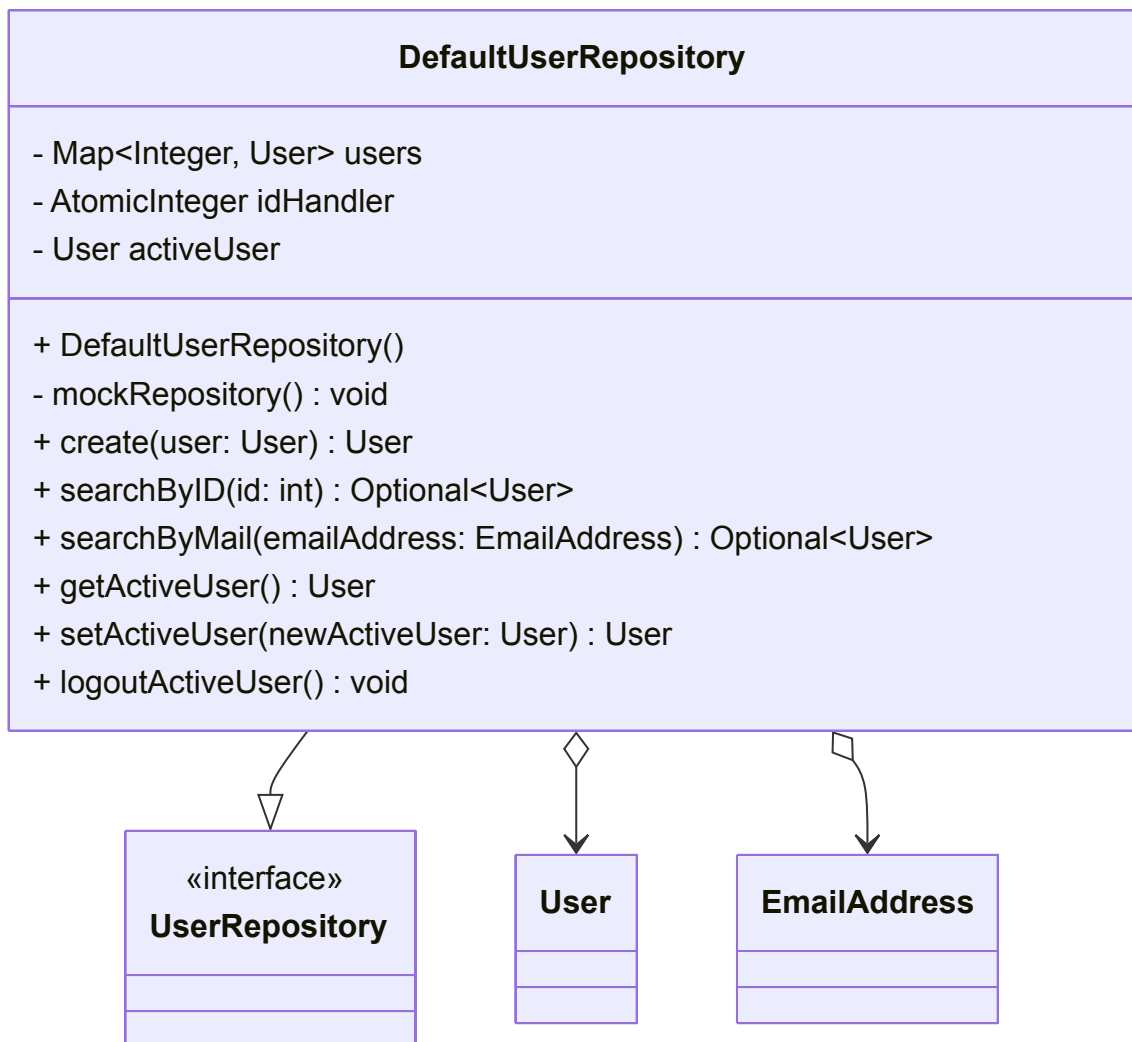 DefaultUserRepository
- Map<Integer, User> users
- AtomicInteger idHandler
- User activeUser
+ DefaultUserRepository()
- mockRepository() : void
+ create(user: User) : User
+ searchByID(id: int) : Optional<User>
+ searchByMail(emailAddress: EmailAddress) : Optional<User>
+ getActiveUser() : User
+ setActiveUser(newActiveUser: User) : User
+ logoutActiveUser() : void
«interface»
UserRepository
User
EmailAddress